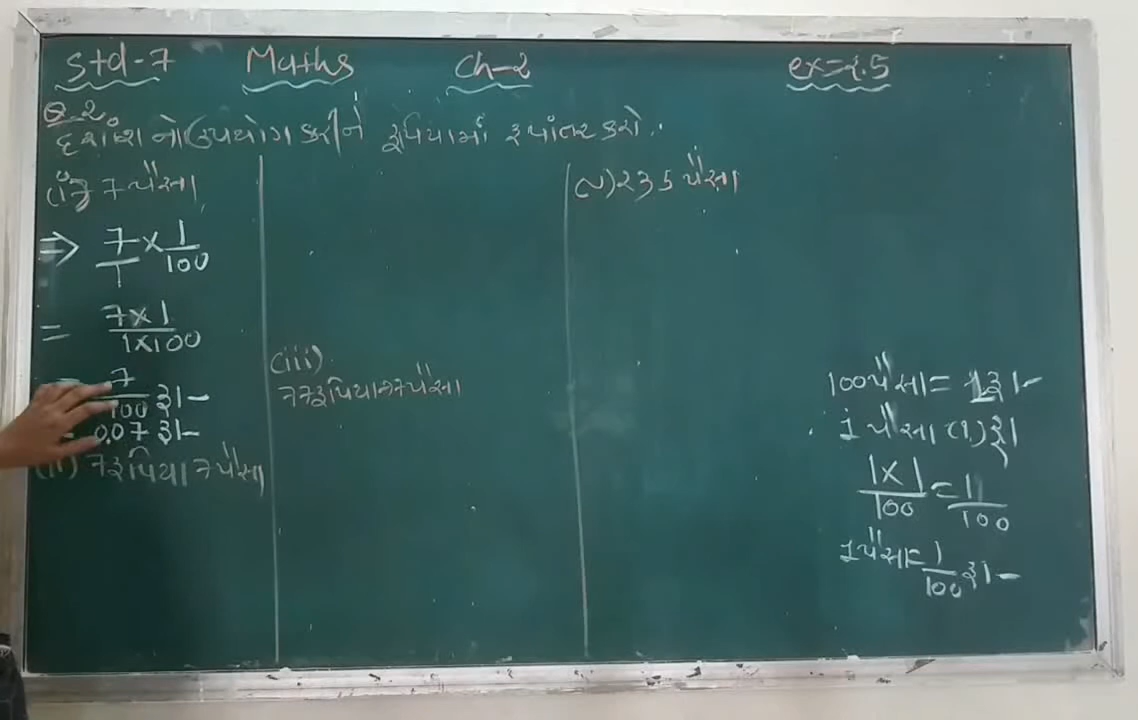 Std-7 Maths Ch-2 ex=2.5
Q.2.
દશાંશનો ઉપયોગ કરીને રૂપિયામાં રૂપાંતર કરો.
(i) 7 પૈસા
⇒ 7/1 × 1/100
= 7×1/1×100
= 7/100 રૂ।-
= 0.07 રૂ।-
(ii) 7 રૂપિયા 7 પૈસા
(iii)
77 રૂપિયા 77 પૈસા
(v) 235 પૈસા
100 પૈસા = 1 રૂ।-
1 પૈસા (?) રૂ।
1×1/100 = 1/100
1 પૈસા = 1/100 રૂ।-